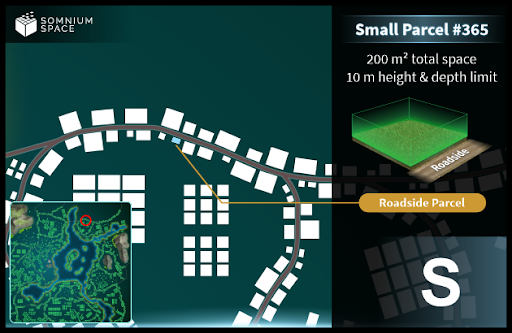 SOMNIUM
SPACE
Small Parcel #365
200 m² total space
10 m height & depth limit
Roadside
Roadside Parcel
S